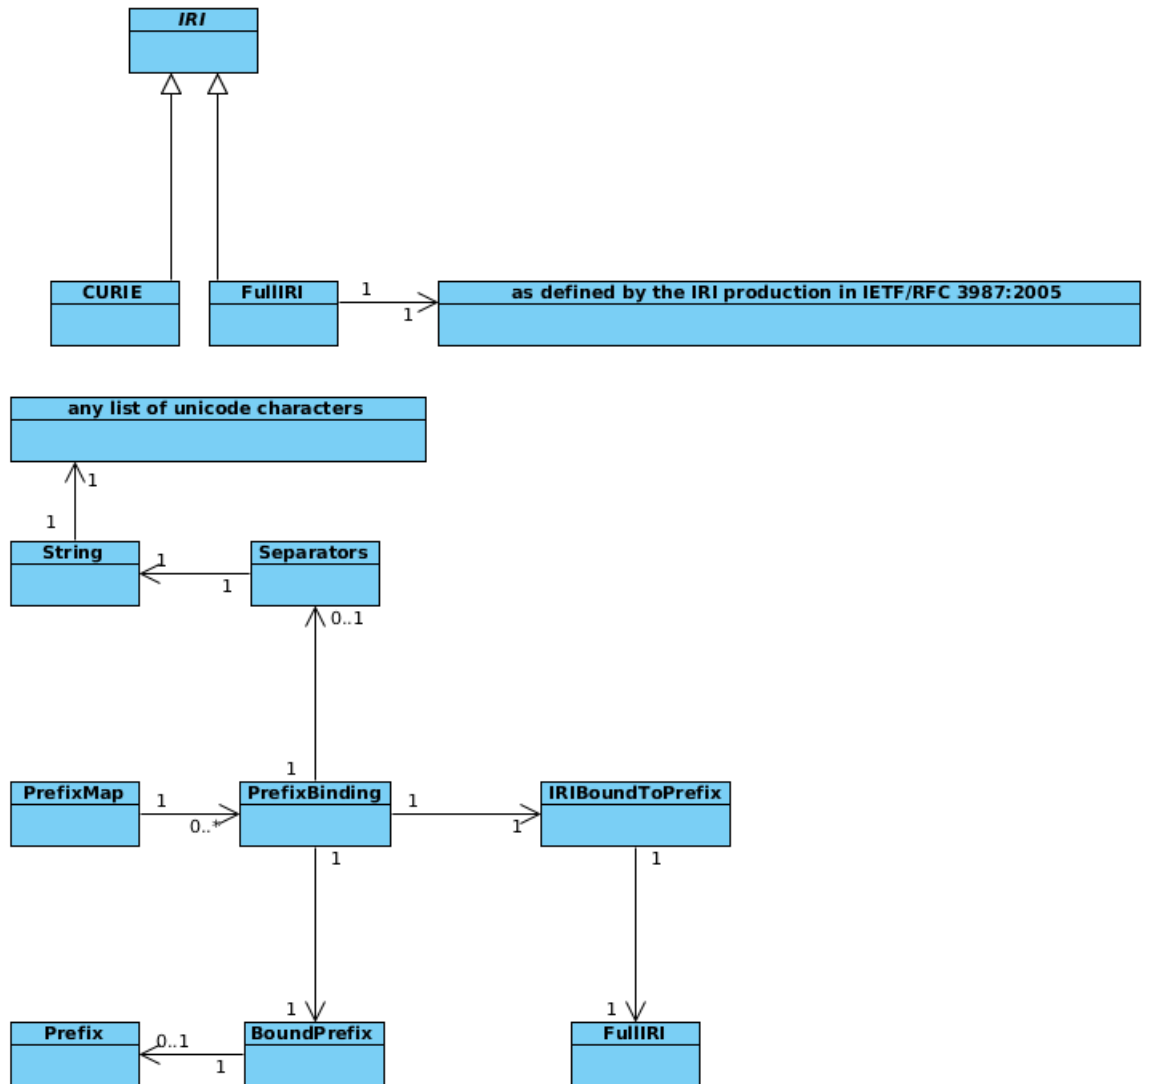 IRI
CURIE
FullIRI
1
1
as defined by the IRI production in IETF/RFC 3987:2005
any list of unicode characters
1
1
String
1
1
Separators
0..1
1
PrefixMap
1
0..*
PrefixBinding
1
1
IRIBoundToPrefix
1
1
1
1
Prefix
0..1
1
BoundPrefix
FullIRI